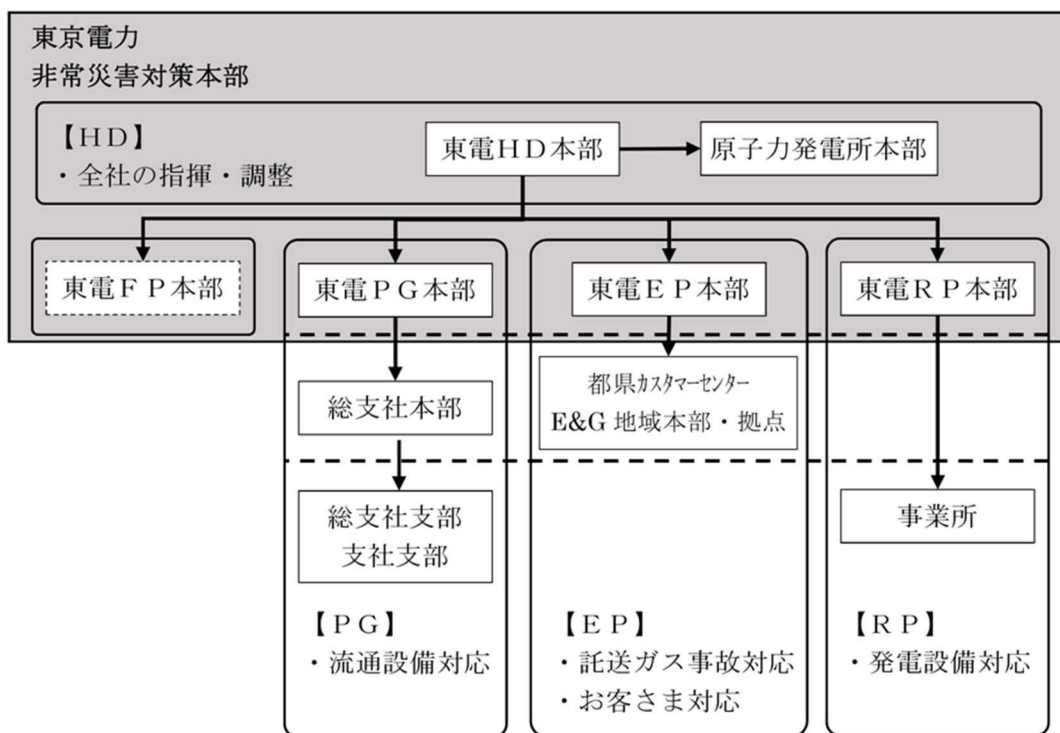 東京電力
非常災害対策本部
【ＨＤ】
・全社の指揮・調整
東電ＨＤ本部
原子力発電所本部
東電ＦＰ本部
東電ＰＧ本部
東電ＥＰ本部
東電ＲＰ本部
総支社本部
都県ｶｽﾀﾏｰｾﾝﾀｰ
E&G 地域本部・拠点
総支社支部
支社支部
事業所
【ＰＧ】
・流通設備対応
【ＥＰ】
・託送ガス事故対応
・お客さま対応
【ＲＰ】
・発電設備対応